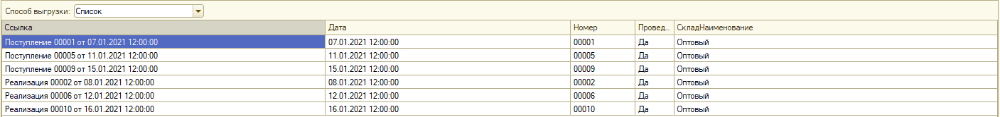 Способ выгрузки: Список
Ссылка Дата Номер Провед... СкладНаименование
Поступление 00001 от 07.01.2021 12:00:00 07.01.2021 12:00:00 00001 Да Оптовый
Поступление 00005 от 11.01.2021 12:00:00 11.01.2021 12:00:00 00005 Да Оптовый
Поступление 00009 от 15.01.2021 12:00:00 15.01.2021 12:00:00 00009 Да Оптовый
Реализация 00002 от 08.01.2021 12:00:00 08.01.2021 12:00:00 00002 Да Оптовый
Реализация 00006 от 12.01.2021 12:00:00 12.01.2021 12:00:00 00006 Да Оптовый
Реализация 00010 от 16.01.2021 12:00:00 16.01.2021 12:00:00 00010 Да Оптовый